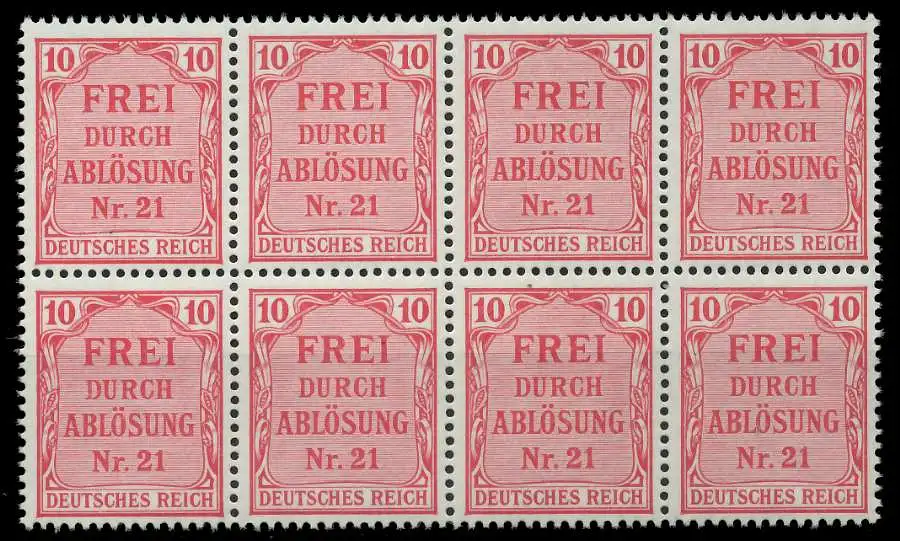 10 10 10 10 10 10 10 10
FREI FREI FREI FREI
DURCH DURCH DURCH DURCH
ABLÖSUNG ABLÖSUNG ABLÖSUNG ABLÖSUNG
Nr. 21 Nr. 21 Nr. 21 Nr. 21
DEUTSCHES REICH DEUTSCHES REICH DEUTSCHES REICH DEUTSCHES REICH
10 10 10 10 10 10 10 10
FREI FREI FREI FREI
DURCH DURCH DURCH DURCH
ABLÖSUNG ABLÖSUNG ABLÖSUNG ABLÖSUNG
Nr. 21 Nr. 21 Nr. 21 Nr. 21
DEUTSCHES REICH DEUTSCHES REICH DEUTSCHES REICH DEUTSCHES REICH